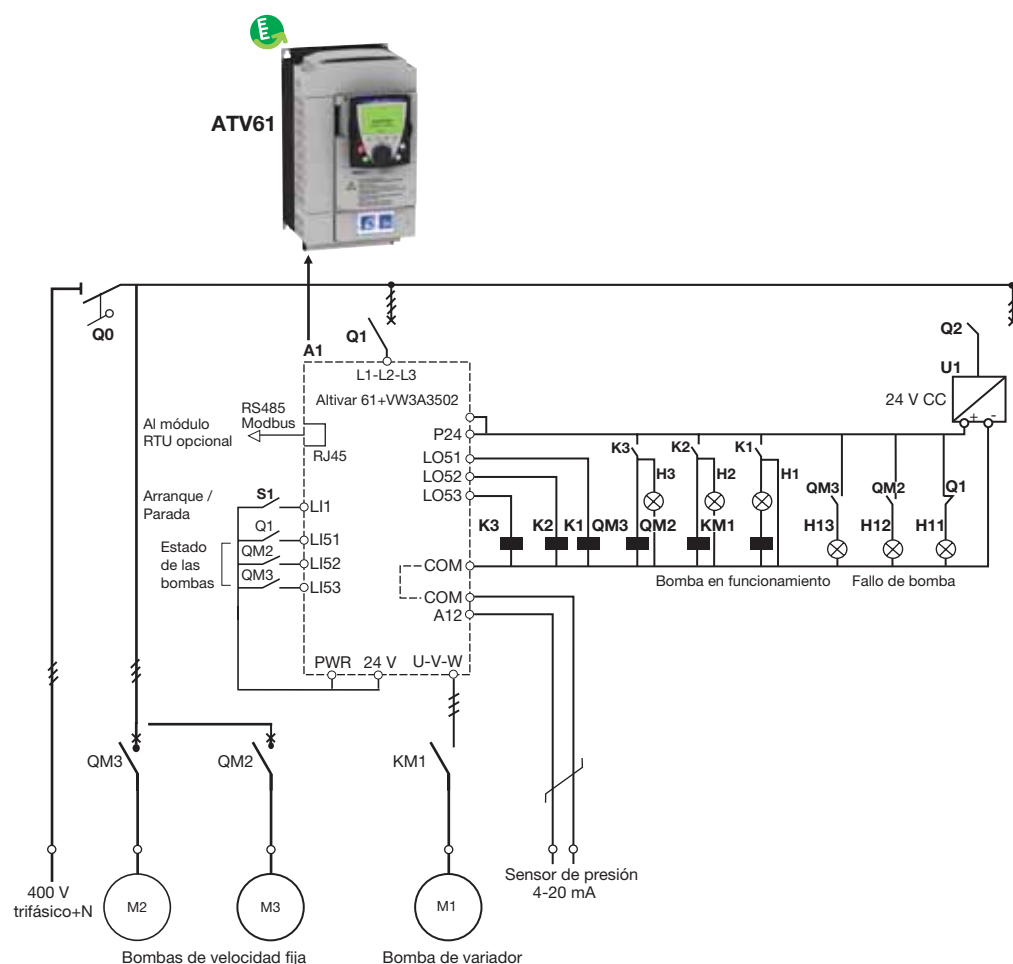 E
ATV61
Q0
A1
Q1
Q2
U1
24 V CC
+ -
L1-L2-L3
Altivar 61+VW3A3502
RS485
Modbus
Al módulo
RTU opcional
RJ45
P24
LO51
LO52
LO53
K3
K2
K1
H3
H2
H1
QM3
QM2
Q1
Arranque /
Parada
S1
LI1
Q1
LI51
Estado
de las
bombas
QM2
LI52
QM3
LI53
K3
K2
K1
QM3
QM2
KM1
H13
H12
H11
COM
Bomba en funcionamiento
Fallo de bomba
COM
A12
PWR
24 V
U-V-W
QM3
QM2
KM1
400 V
trifásico+N
M2
M3
M1
Sensor de presión
4-20 mA
Bombas de velocidad fija
Bomba de variador